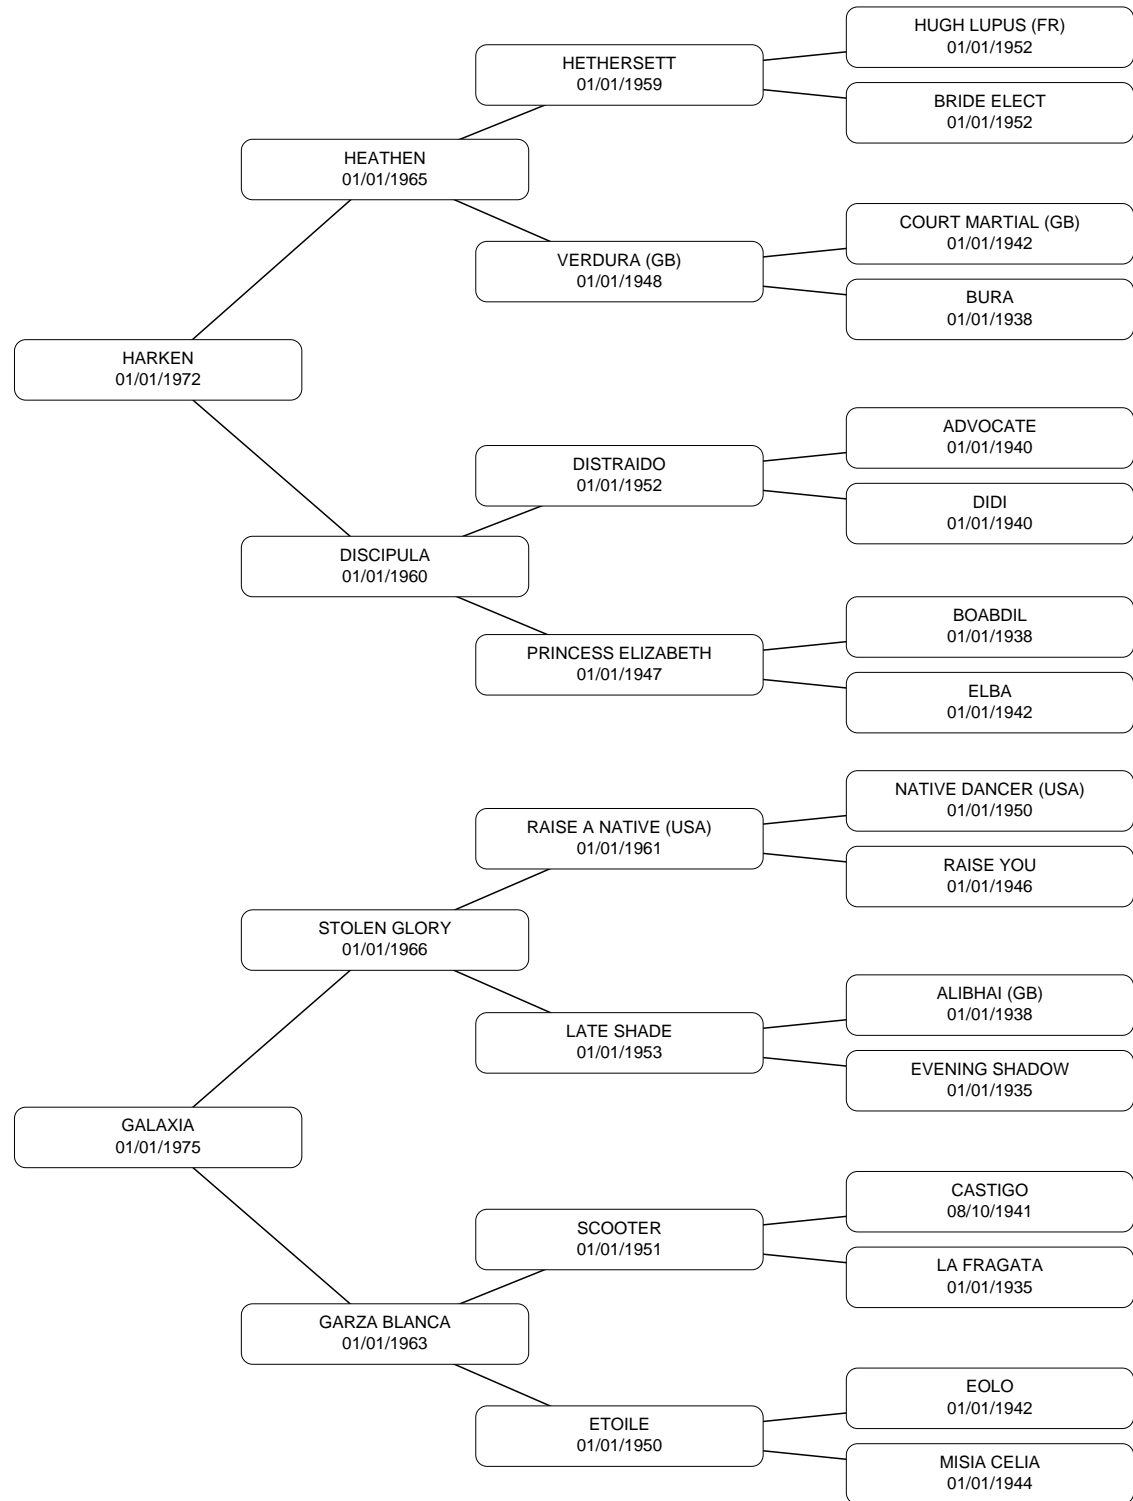 HUGH LUPUS (FR)
01/01/1952
HETHERSETT
01/01/1959
BRIDE ELECT
01/01/1952
HEATHEN
01/01/1965
COURT MARTIAL (GB)
01/01/1942
VERDURA (GB)
01/01/1948
BURA
01/01/1938
HARKEN
01/01/1972
ADVOCATE
01/01/1940
DISTRAIDO
01/01/1952
DIDI
01/01/1940
DISCIPULA
01/01/1960
BOABDIL
01/01/1938
PRINCESS ELIZABETH
01/01/1947
ELBA
01/01/1942
NATIVE DANCER (USA)
01/01/1950
RAISE A NATIVE (USA)
01/01/1961
RAISE YOU
01/01/1946
STOLEN GLORY
01/01/1966
ALIBHAI (GB)
01/01/1938
LATE SHADE
01/01/1953
EVENING SHADOW
01/01/1935
GALAXIA
01/01/1975
CASTIGO
08/10/1941
SCOOTER
01/01/1951
LA FRAGATA
01/01/1935
GARZA BLANCA
01/01/1963
EOLO
01/01/1942
ETOILE
01/01/1950
MISIA CELIA
01/01/1944